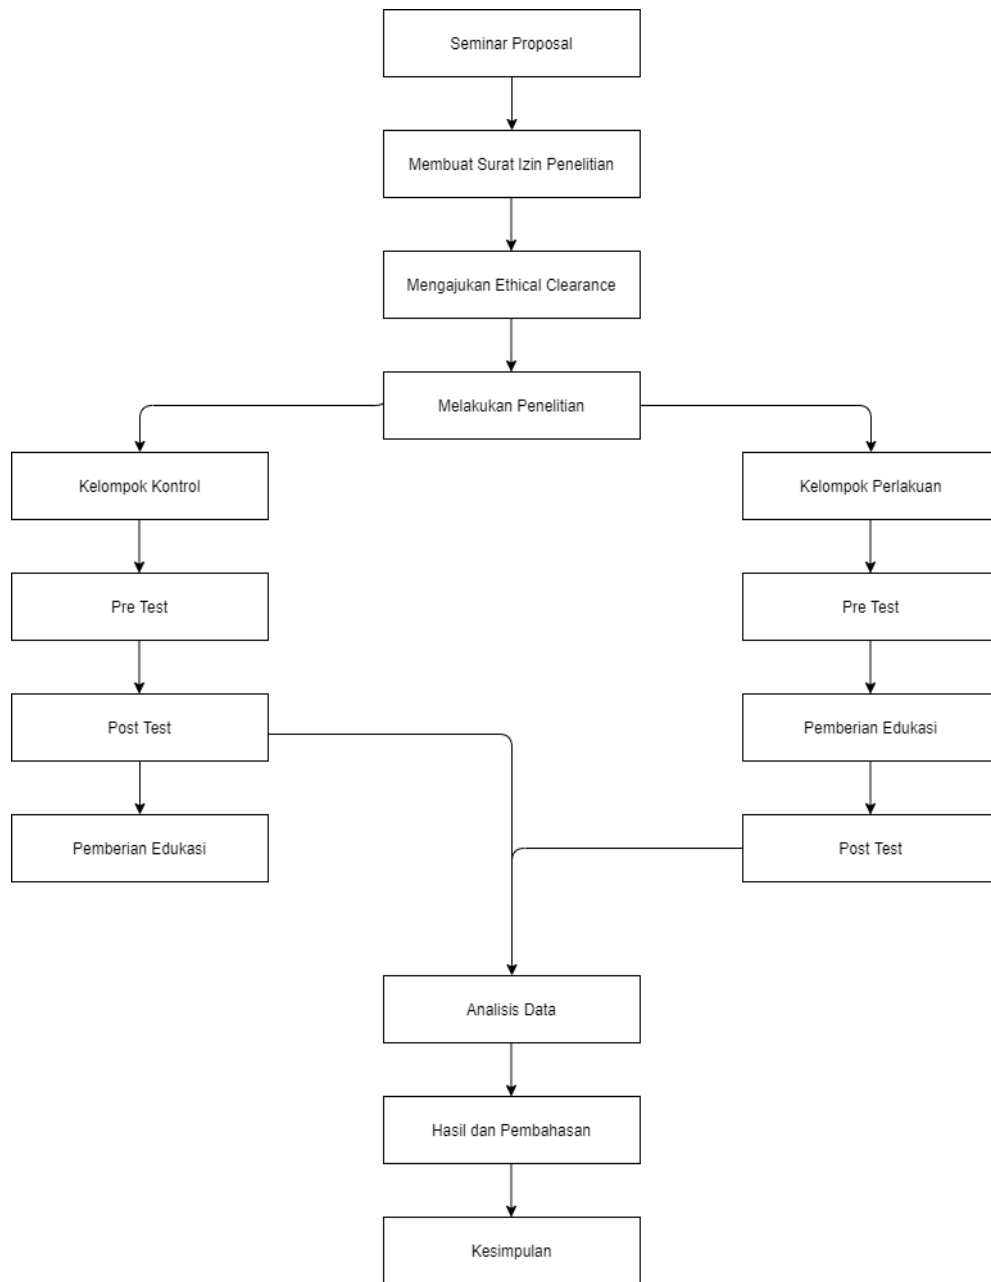 Seminar Proposal
Membuat Surat Izin Penelitian
Mengajukan Ethical Clearance
Melakukan Penelitian
Kelompok Kontrol
Kelompok Perlakuan
Pre Test
Pre Test
Post Test
Pemberian Edukasi
Pemberian Edukasi
Post Test
Analisis Data
Hasil dan Pembahasan
Kesimpulan